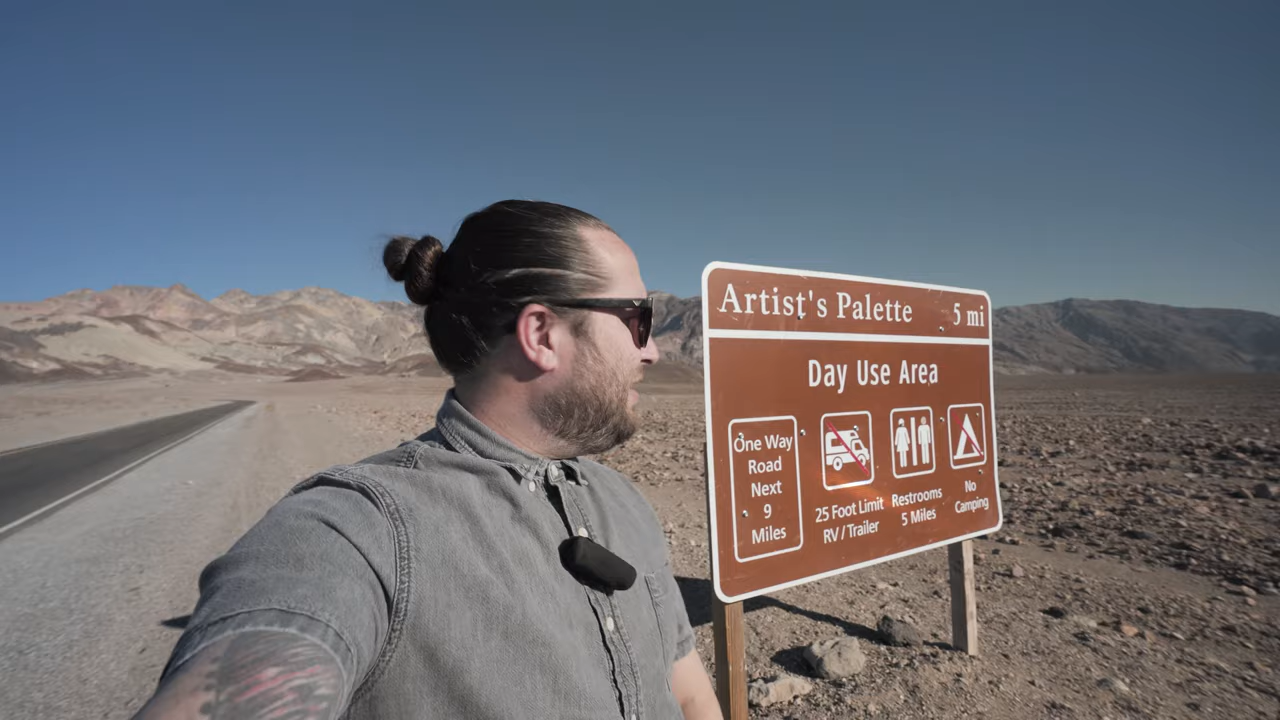 Artist's Palette 5 mi
Day Use Area
One Way
Road
Next
9
Miles
25 Foot Limit
RV / Trailer
Restrooms
5 Miles
No
Camping